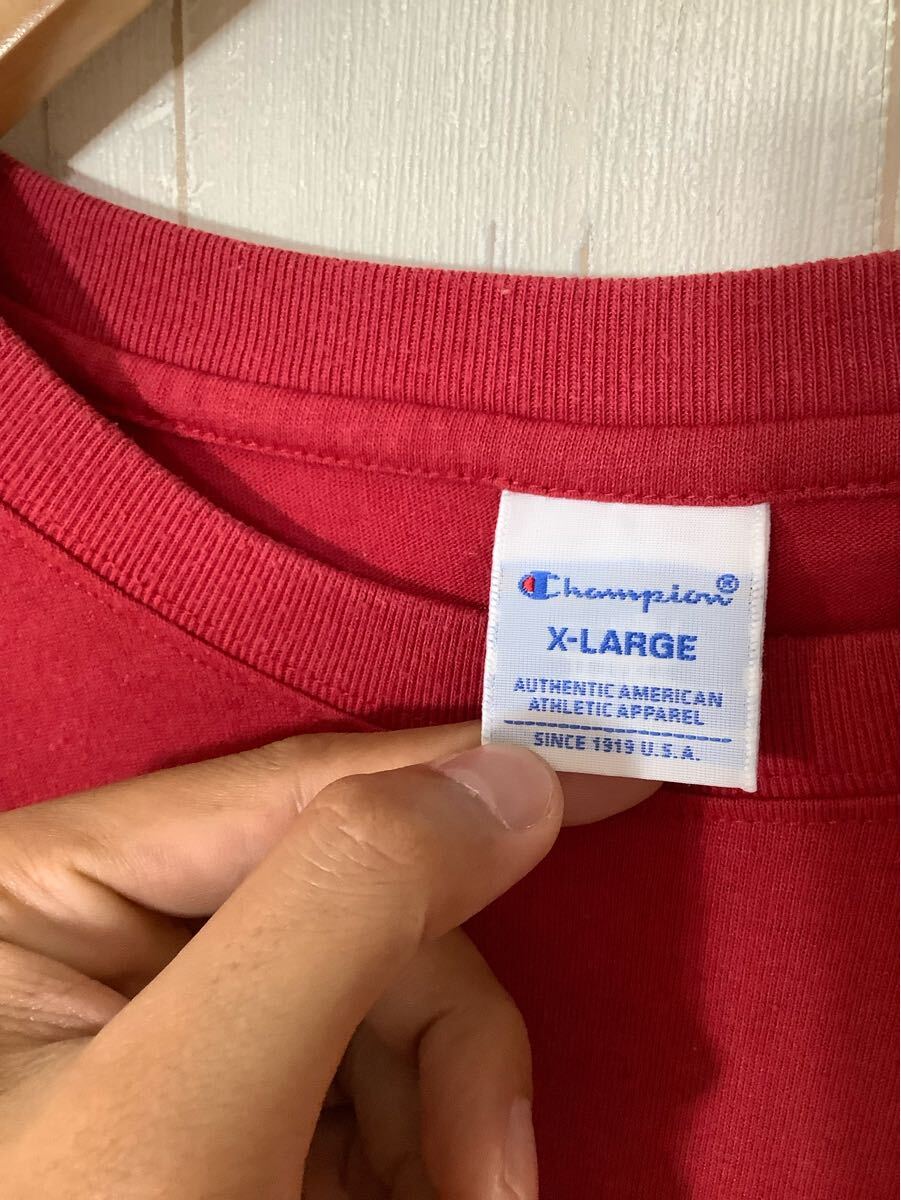 Champion®
X-LARGE
AUTHENTIC AMERICAN
ATHLETIC APPAREL
SINCE 1919 U.S.A.